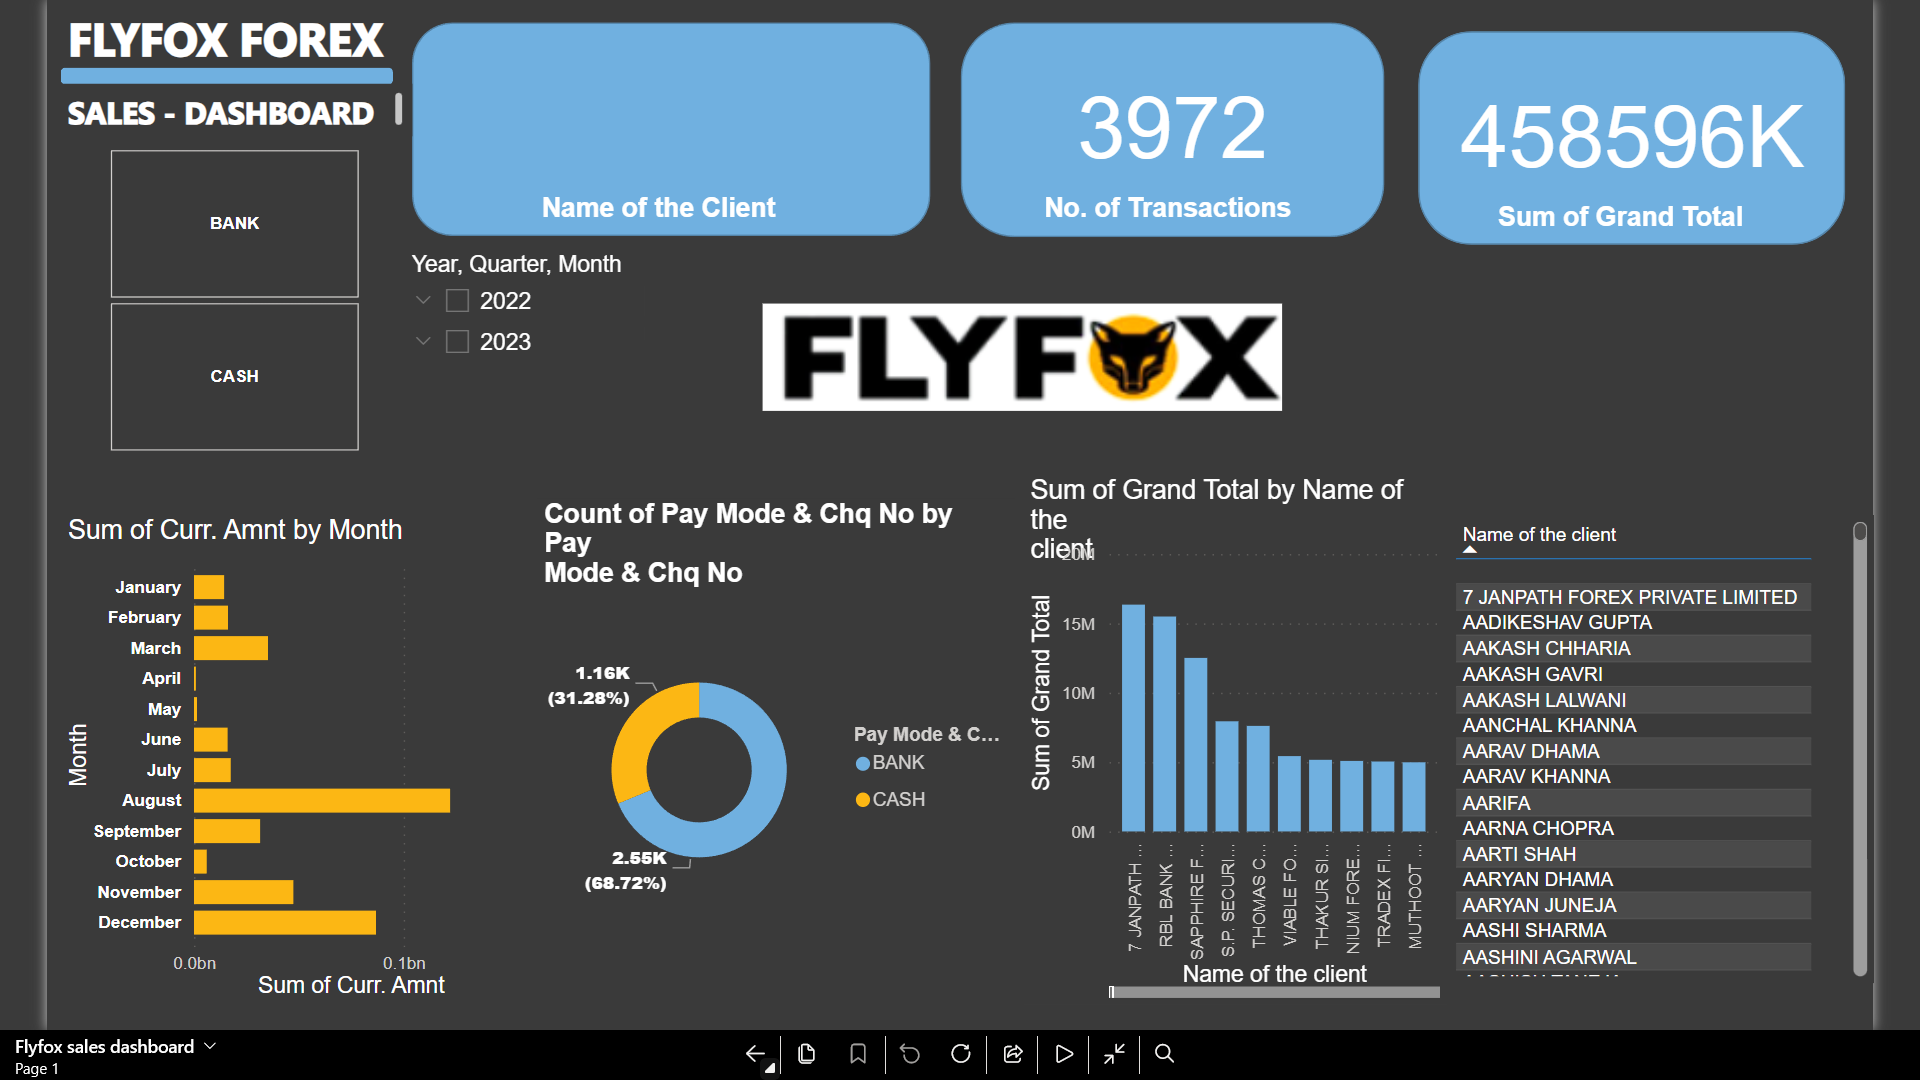 FLYFOX FOREX
SALES - DASHBOARD
BANK
CASH
Name of the Client
3972
No. of Transactions
458596K
Sum of Grand Total
Year, Quarter, Month
2022
2023
FLYFOX
Sum of Curr. Amnt by Month
Month
January
February
March
April
May
June
July
August
September
October
November
December
0.0bn
0.1bn
Sum of Curr. Amnt
Count of Pay Mode & Chq No by
Pay
Mode & Chq No
1.16K
(31.28%)
2.55K
(68.72%)
Pay Mode & C...
BANK
CASH
Sum of Grand Total by Name of
the
client
Sum of Grand Total
20M
15M
10M
5M
0M
7 JANPATH ...
RBL BANK ...
SAPPHIRE F...
S.P. SECURI...
THOMAS C...
VIABLE FO...
THAKUR SI...
NIUM FORE...
TRADEX FI...
MUTHOOT ...
Name of the client
Name of the client
7 JANPATH FOREX PRIVATE LIMITED
AADIKESHAV GUPTA
AAKASH CHHARIA
AAKASH GAVRI
AAKASH LALWANI
AANCHAL KHANNA
AARAV DHAMA
AARAV KHANNA
AARIFA
AARNA CHOPRA
AARTI SHAH
AARYAN DHAMA
AARYAN JUNEJA
AASHI SHARMA
AASHINI AGARWAL
Flyfox sales dashboard
Page 1